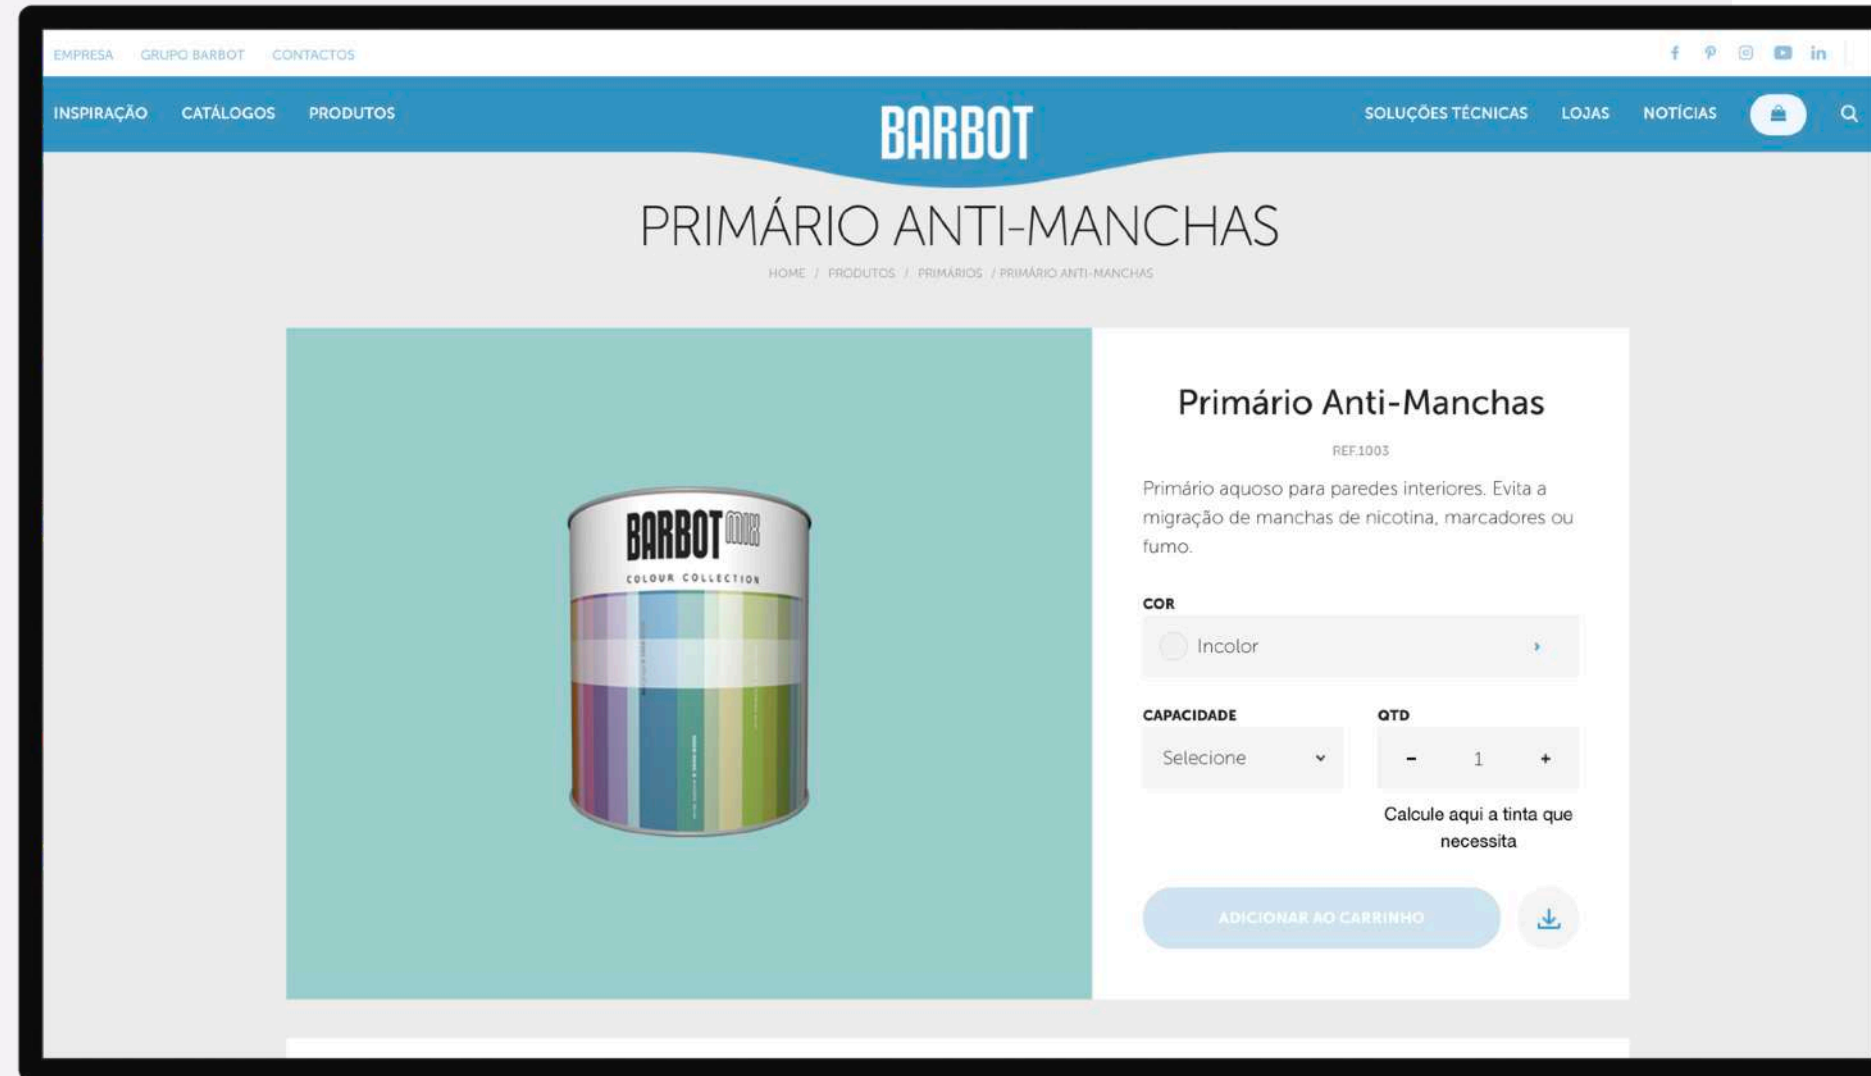 EMPRESA GRUPO BARBOT CONTACTOS
INSPIRAÇÃO CATÁLOGOS PRODUTOS BARBOT SOLUÇÕES TÉCNICAS LOJAS NOTÍCIAS
PRIMÁRIO ANTI-MANCHAS
HOME / PRODUTOS / PRIMÁRIOS / PRIMÁRIO ANTI-MANCHAS
BARBOT MIX
COLOUR COLLECTION
Primário Anti-Manchas
REF.1003
Primário aquoso para paredes interiores. Evita a
migração de manchas de nicotina, marcadores ou
fumo.
COR
Incolor
CAPACIDADE QTD
Selecione - 1 +
Calcule aqui a tinta que
necessita
ADICIONAR AO CARRINHO